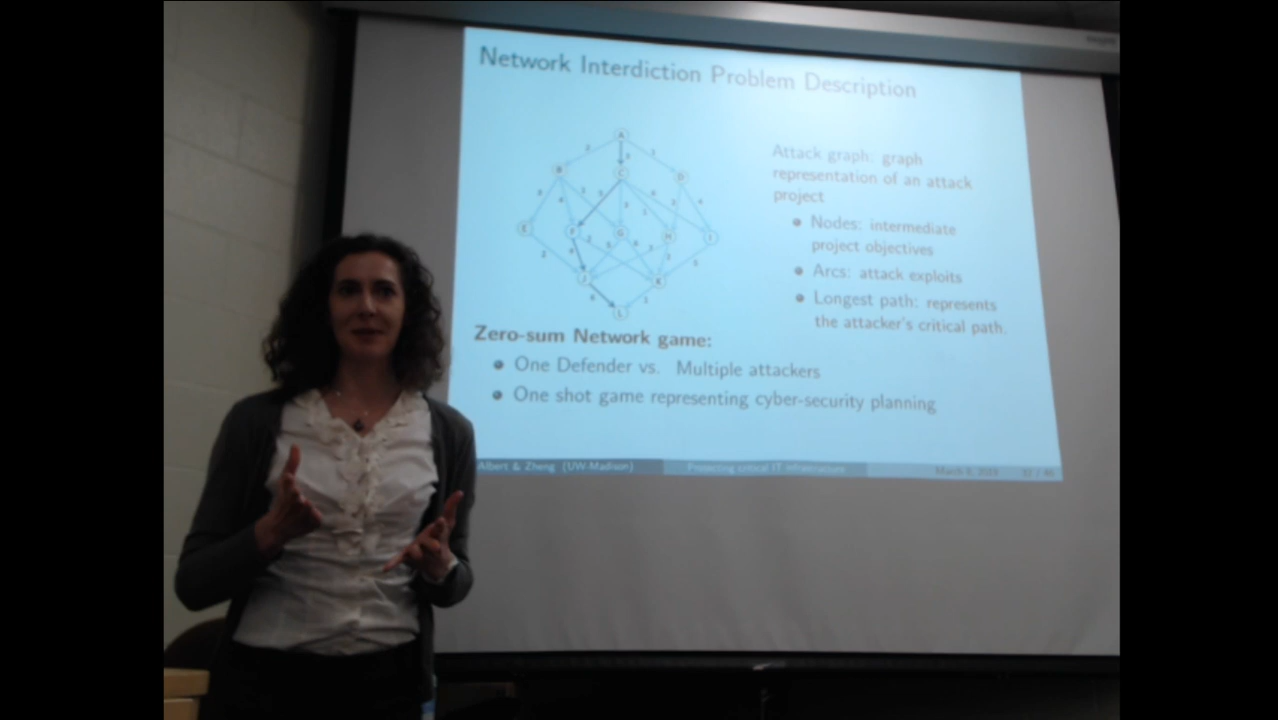 Network Interdiction Problem Description
A
B
C
D
E
F
G
H
I
J
K
L
Attack graph: graph
representation of an attack
project
Nodes: intermediate
project objectives
Arcs: attack exploits
Longest path: represents
the attacker's critical path.
Zero-sum Network game:
One Defender vs. Multiple attackers
One shot game representing cyber-security planning
Albert & Zheng (UW-Madison)
Protecting critical IT infrastructure